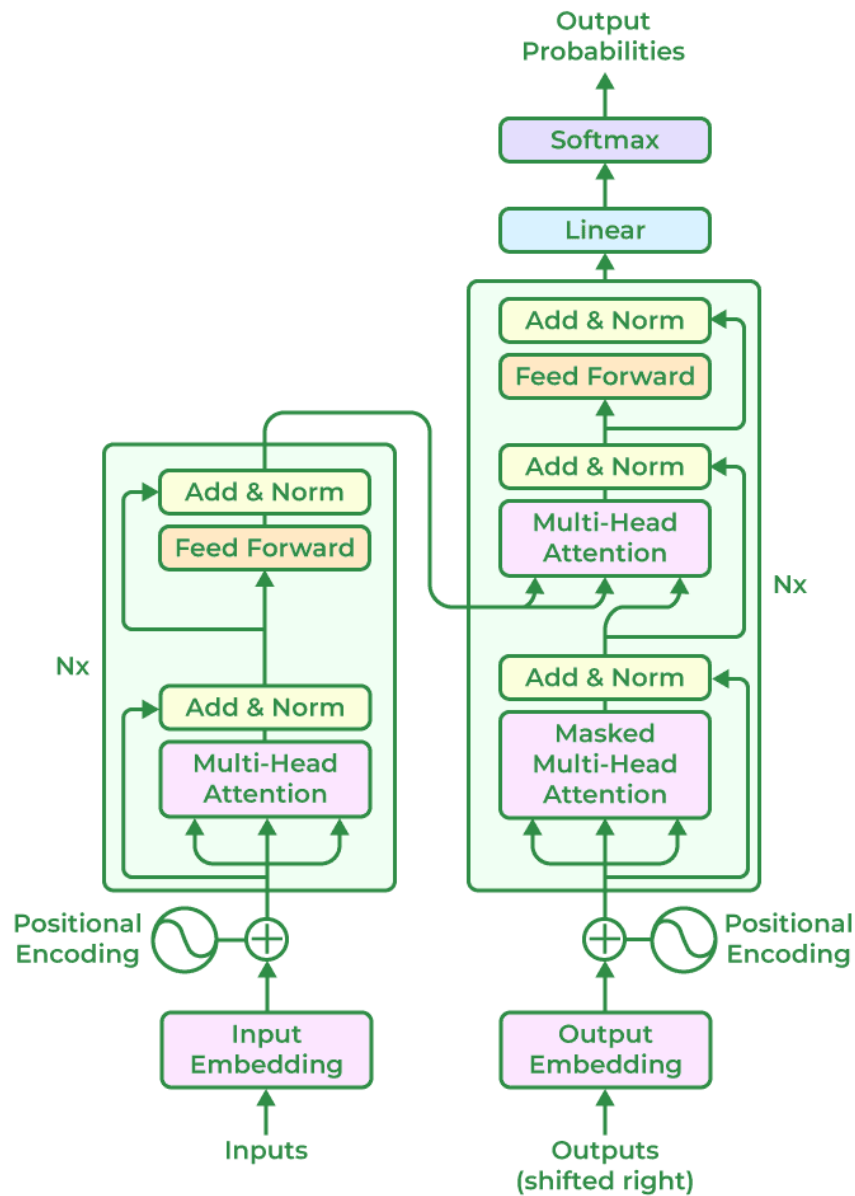 Output
Probabilities
Softmax
Linear
Add & Norm
Feed Forward
Add & Norm
Multi-Head
Attention
Nx
Add & Norm
Masked
Multi-Head
Attention
Add & Norm
Feed Forward
Nx
Add & Norm
Multi-Head
Attention
Positional
Encoding
Positional
Encoding
Input
Embedding
Output
Embedding
Inputs
Outputs
(shifted right)